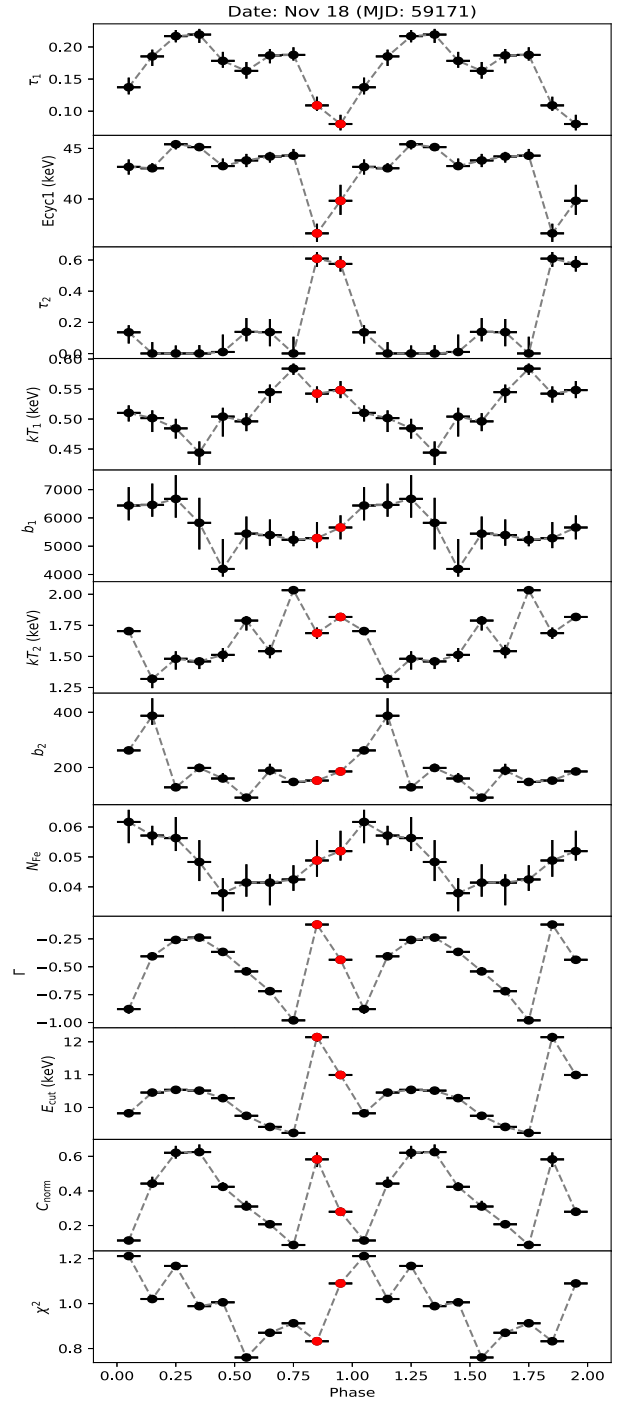 Date: Nov 18 (MJD: 59171)
0.20
0.15
0.10
τ1
45
40
Ecyc1 (keV)
0.6
0.4
0.2
0.0
τ2
0.60
0.55
0.50
0.45
kT1 (keV)
7000
6000
5000
4000
b1
2.00
1.75
1.50
1.25
kT2 (keV)
400
200
b2
0.06
0.05
0.04
NFe
−0.25
−0.50
−0.75
−1.00
Γ
12
11
10
Ecut (keV)
0.6
0.4
0.2
Cnorm
1.2
1.0
0.8
χ²
0.00 0.25 0.50 0.75 1.00 1.25 1.50 1.75 2.00
Phase